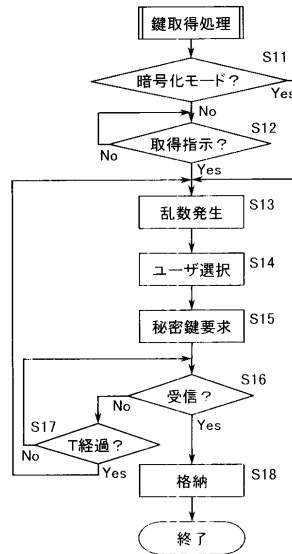 鍵取得処理
S11
暗号化モード?
Yes
No
S12
取得指示?
No
Yes
S13
乱数発生
S14
ユーザ選択
S15
秘密鍵要求
S16
受信?
No
Yes
S17
T経過?
No
Yes
S18
格納
終了